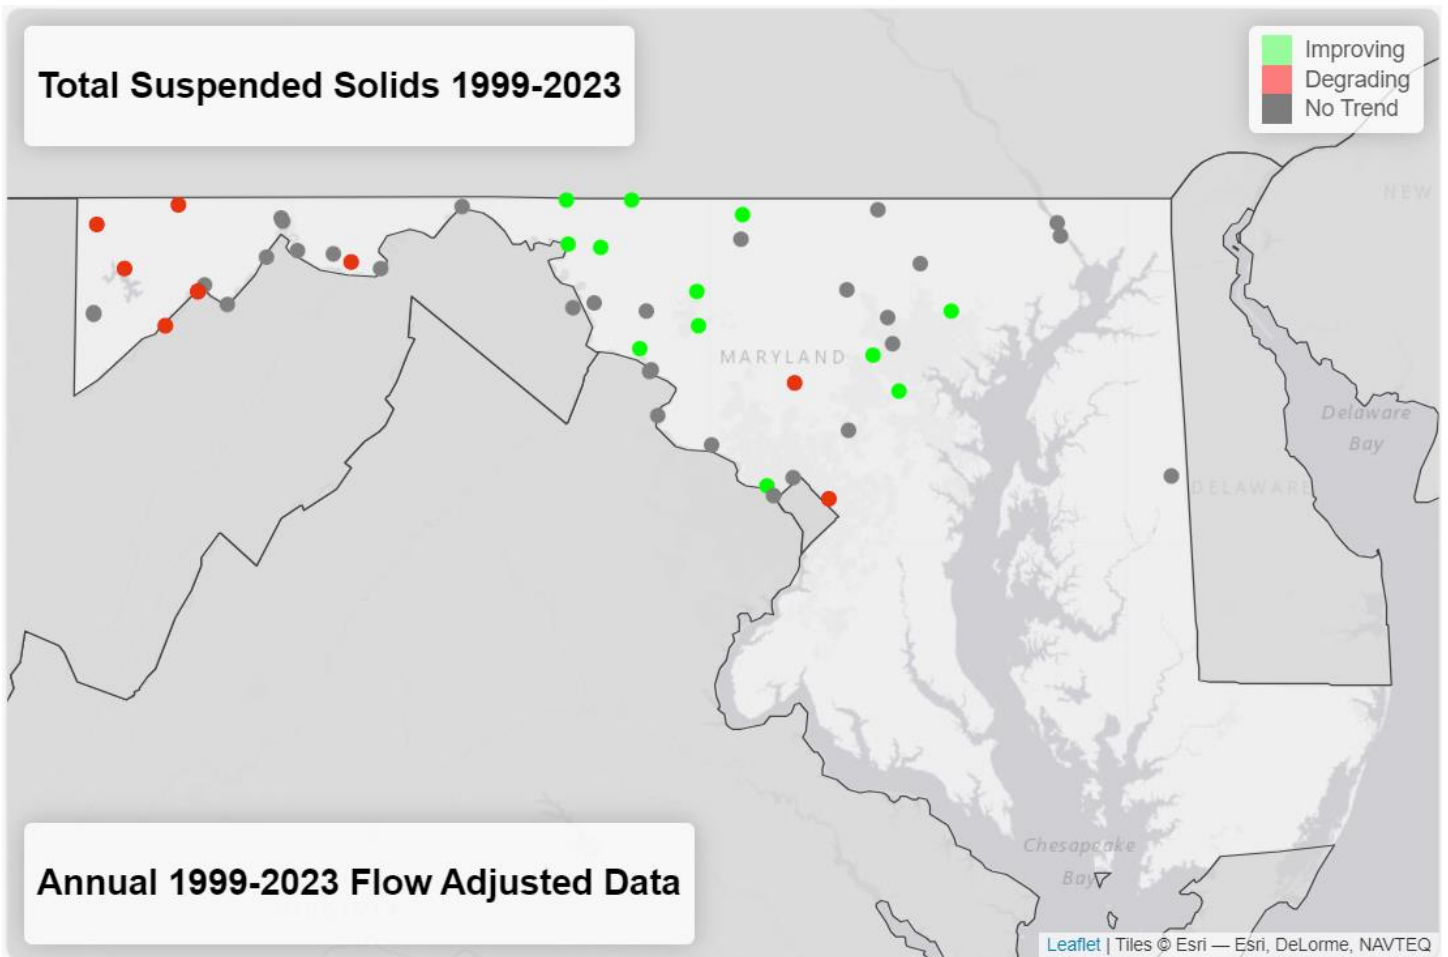 Total Suspended Solids 1999-2023
Improving
Degrading
No Trend
NEW
MARYLAND
Delaware
Bay
DELAWARE
Chesapeake
Bay
Annual 1999-2023 Flow Adjusted Data
Leaflet | Tiles © Esri — Esri, DeLorme, NAVTEQ